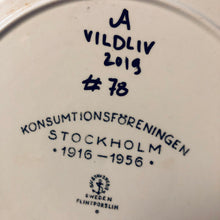 A
VILDLIV
2019
#78
KONSUMTIONSFÖRENINGEN
STOCKHOLM
· 1916 - 1956 ·
SWEDEN
FLINTPORSLIN